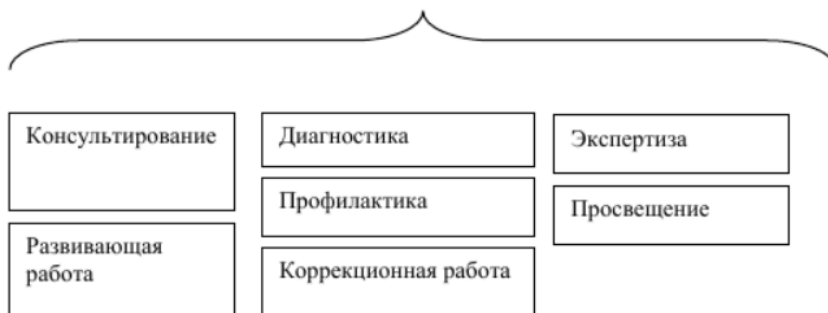 Консультирование
Развивающая
работа
Диагностика
Профилактика
Коррекционная работа
Экспертиза
Просвещение